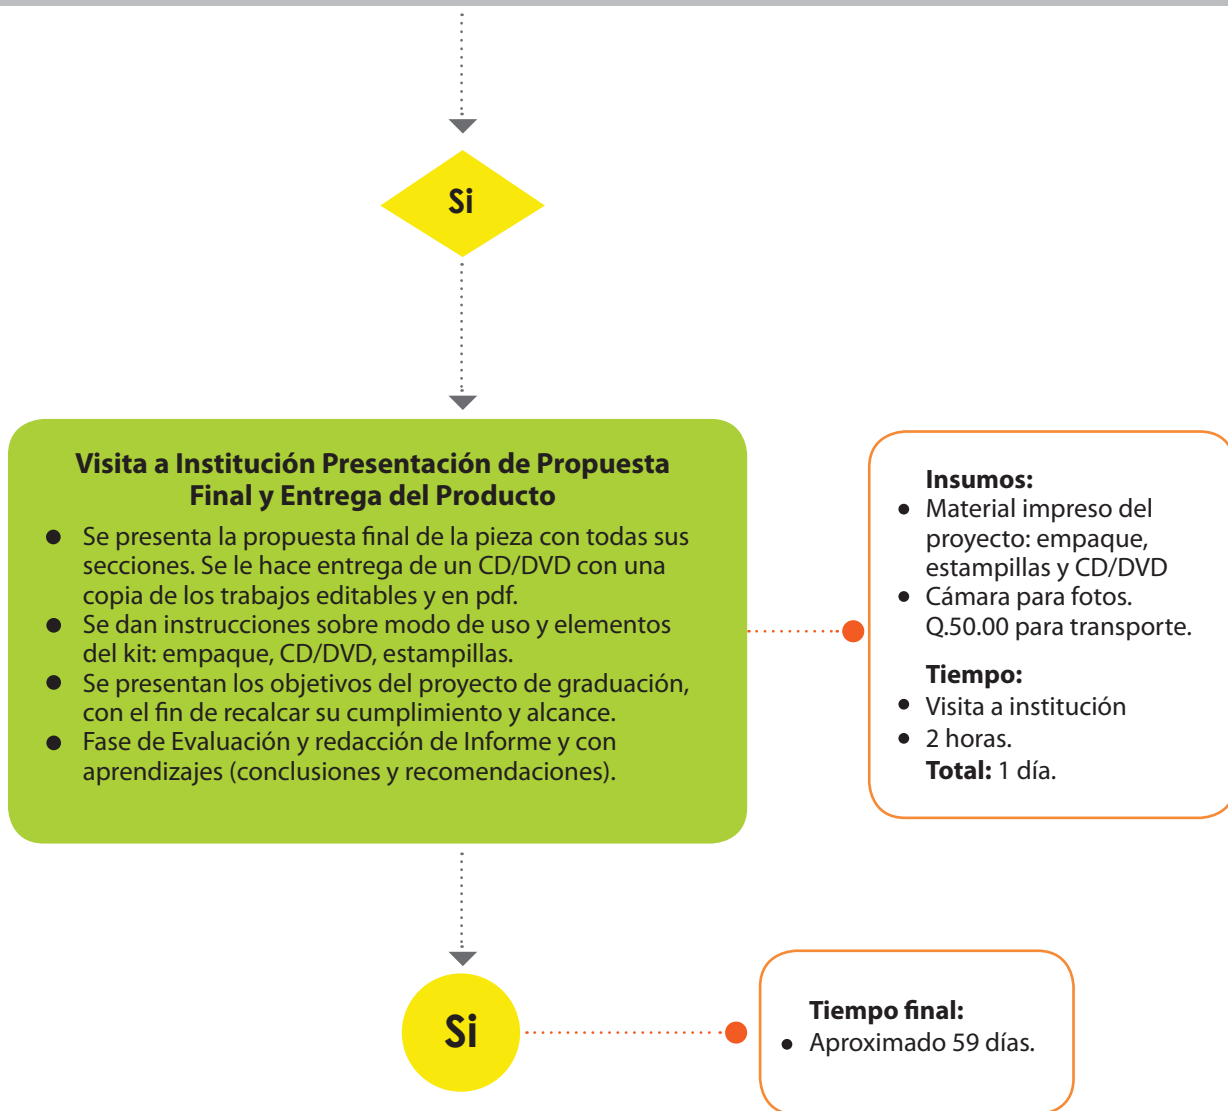 Si
Visita a Institución Presentación de Propuesta
Final y Entrega del Producto
● Se presenta la propuesta final de la pieza con todas sus
secciones. Se le hace entrega de un CD/DVD con una
copia de los trabajos editables y en pdf.
● Se dan instrucciones sobre modo de uso y elementos
del kit: empaque, CD/DVD, estampillas.
● Se presentan los objetivos del proyecto de graduación,
con el fin de recalcar su cumplimiento y alcance.
● Fase de Evaluación y redacción de Informe y con
aprendizajes (conclusiones y recomendaciones).
Insumos:
● Material impreso del
proyecto: empaque,
estampillas y CD/DVD
● Cámara para fotos.
Q.50.00 para transporte.
Tiempo:
● Visita a institución
● 2 horas.
Total: 1 día.
Si
Tiempo final:
● Aproximado 59 días.